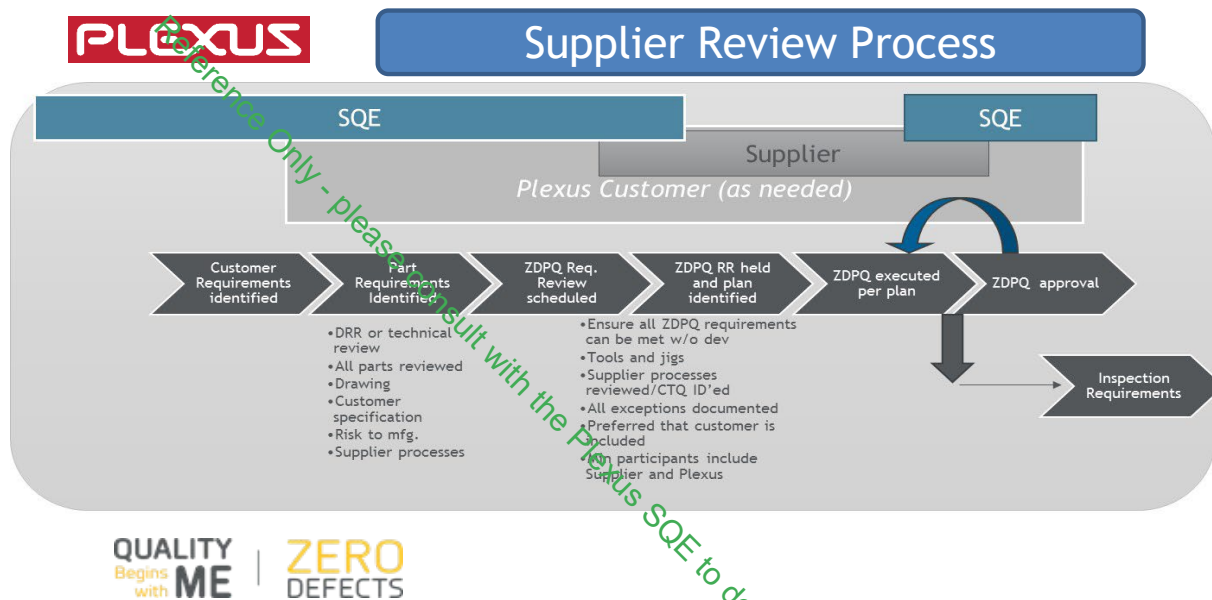 PLEXUS
Supplier Review Process
SQE
SQE
Supplier
Plexus Customer (as needed)
Customer
Requirements
identified
Part
Requirements
Identified
ZDPQ Req.
Review
scheduled
ZDPQ RR held
and plan
identified
ZDPQ executed
per plan
ZDPQ approval
•DRR or technical
review
•All parts reviewed
•Drawing
•Customer
specification
•Risk to mfg.
•Supplier processes
•Ensure all ZDPQ requirements
can be met w/o dev
•Tools and jigs
•Supplier processes
reviewed/CTQ ID'ed
•All exceptions documented
•Preferred that customer is
included
•Min participants include
Supplier and Plexus
Inspection
Requirements
Reference Only - please consult with the Plexus SQE to
QUALITY
Begins
with ME
ZERO
DEFECTS